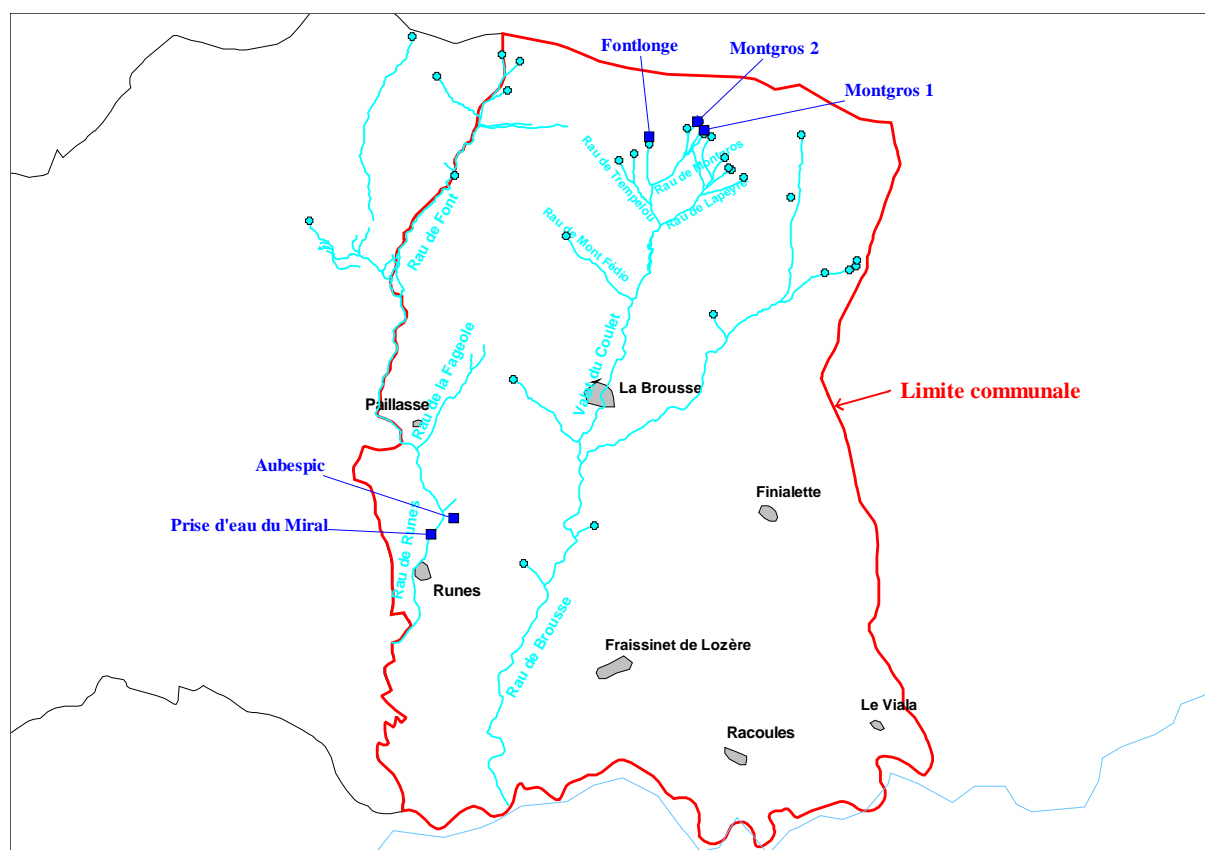 Fontlonge
Montgros 2
Montgros 1
Rau de Trempelou
Rau de Montgros
Rau de Lapeyre
Rau de Font
Rau de Mont Fédio
Valat du Coulet
Rau de la Fageole
La Brousse
Limite communale
Paillasse
Aubespic
Prise d'eau du Miral
Finialette
Rau de Runes
Runes
Rau de Brousse
Fraissinet de Lozère
Le Viala
Racoules